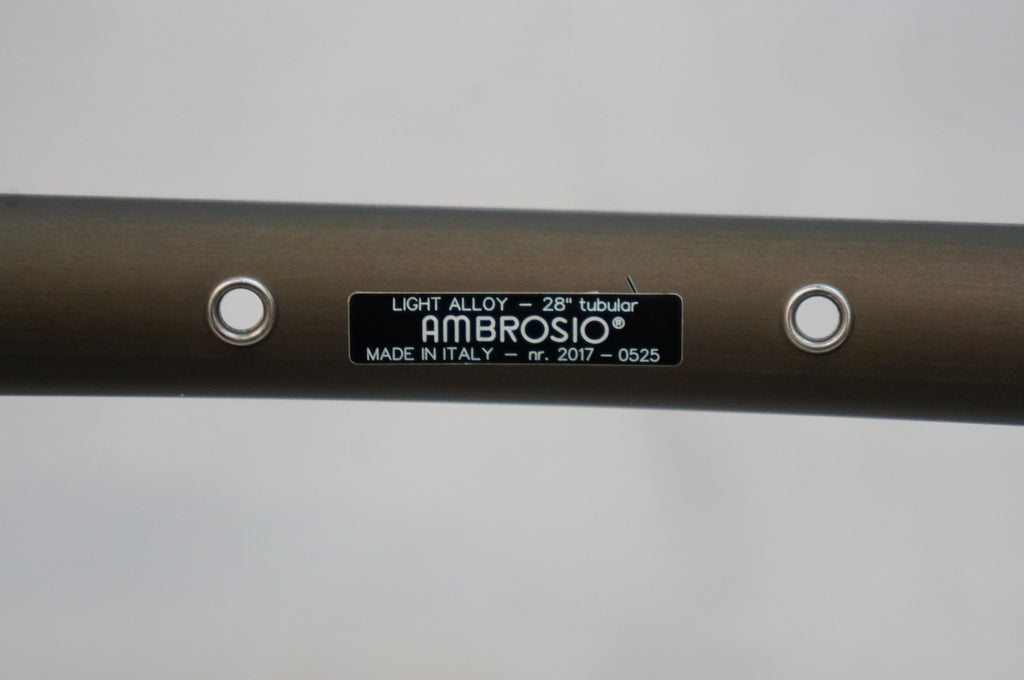 LIGHT ALLOY – 28" tubular
AMBROSIO®
MADE IN ITALY – nr. 2017 – 0525